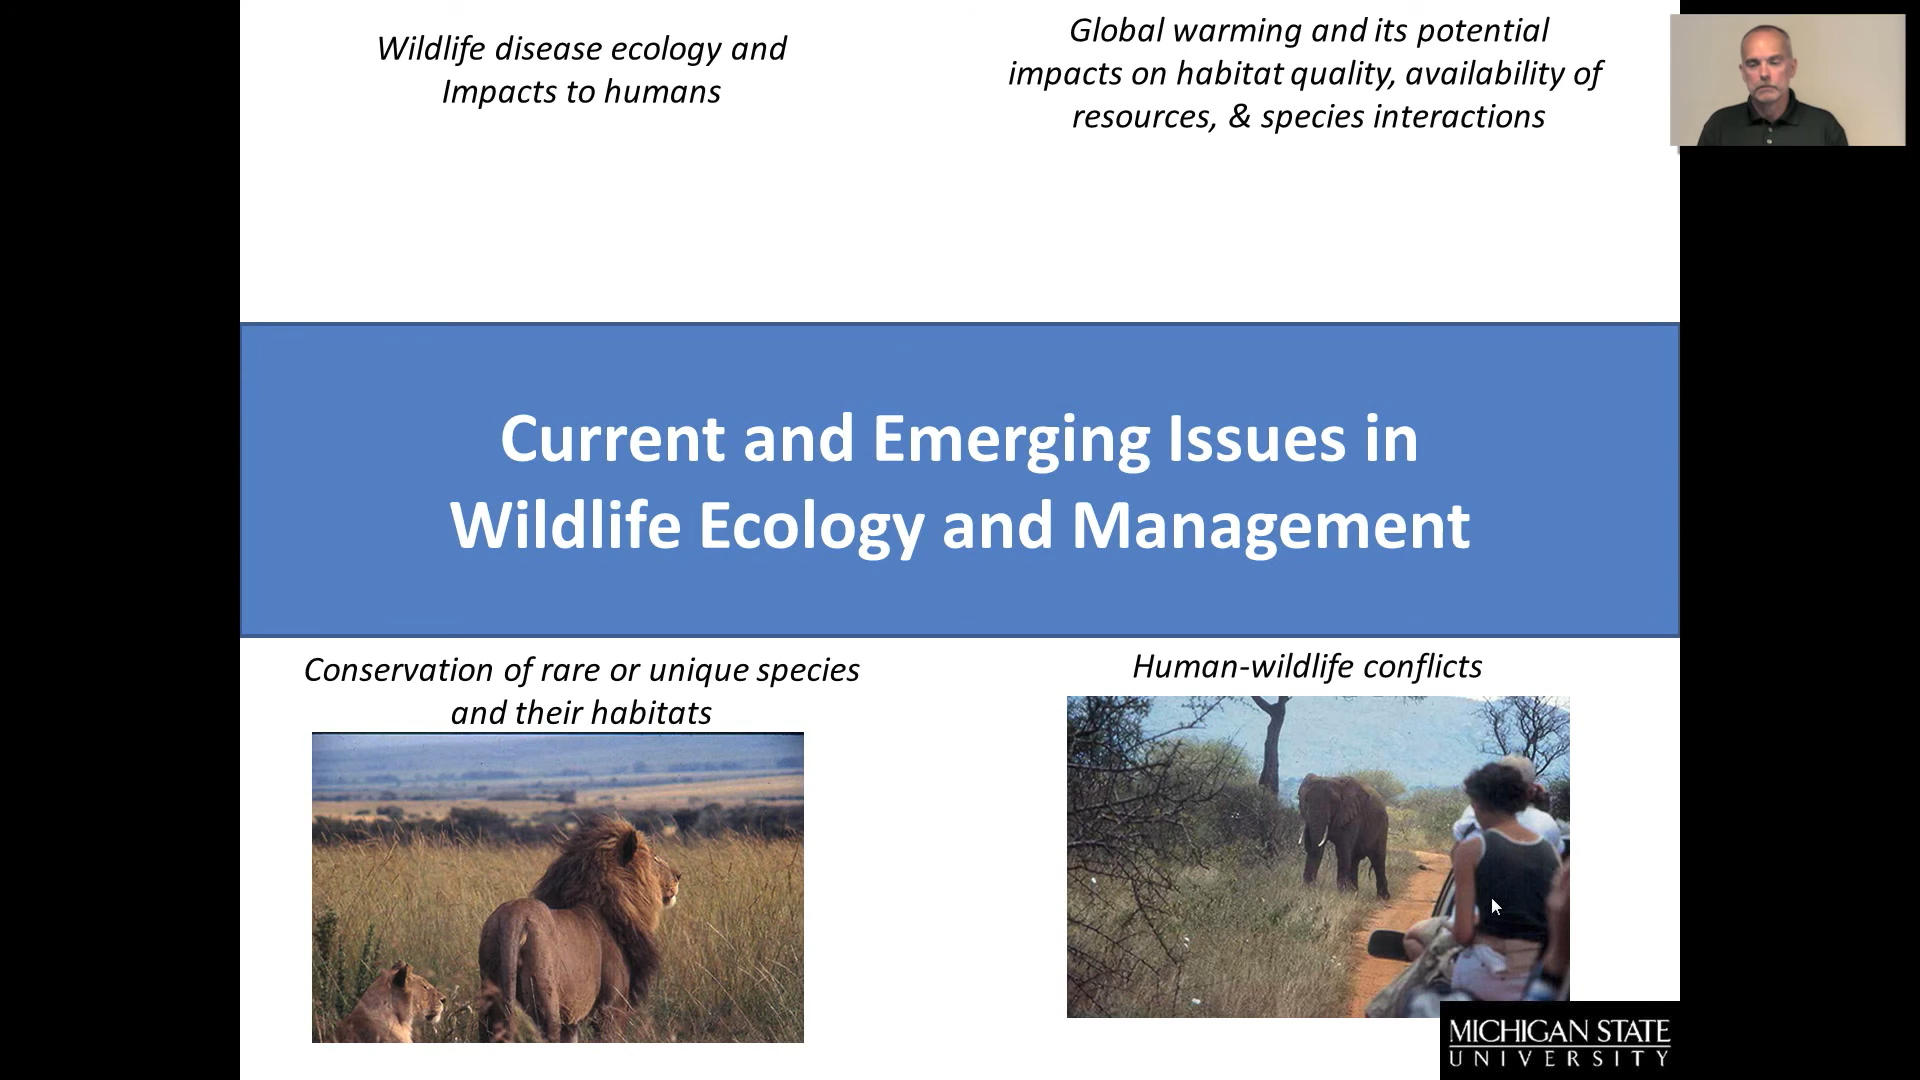 Wildlife disease ecology and
Impacts to humans
Global warming and its potential
impacts on habitat quality, availability of
resources, & species interactions
Current and Emerging Issues in
Wildlife Ecology and Management
Conservation of rare or unique species
and their habitats
Human-wildlife conflicts
MICHIGAN STATE
UNIVERSITY